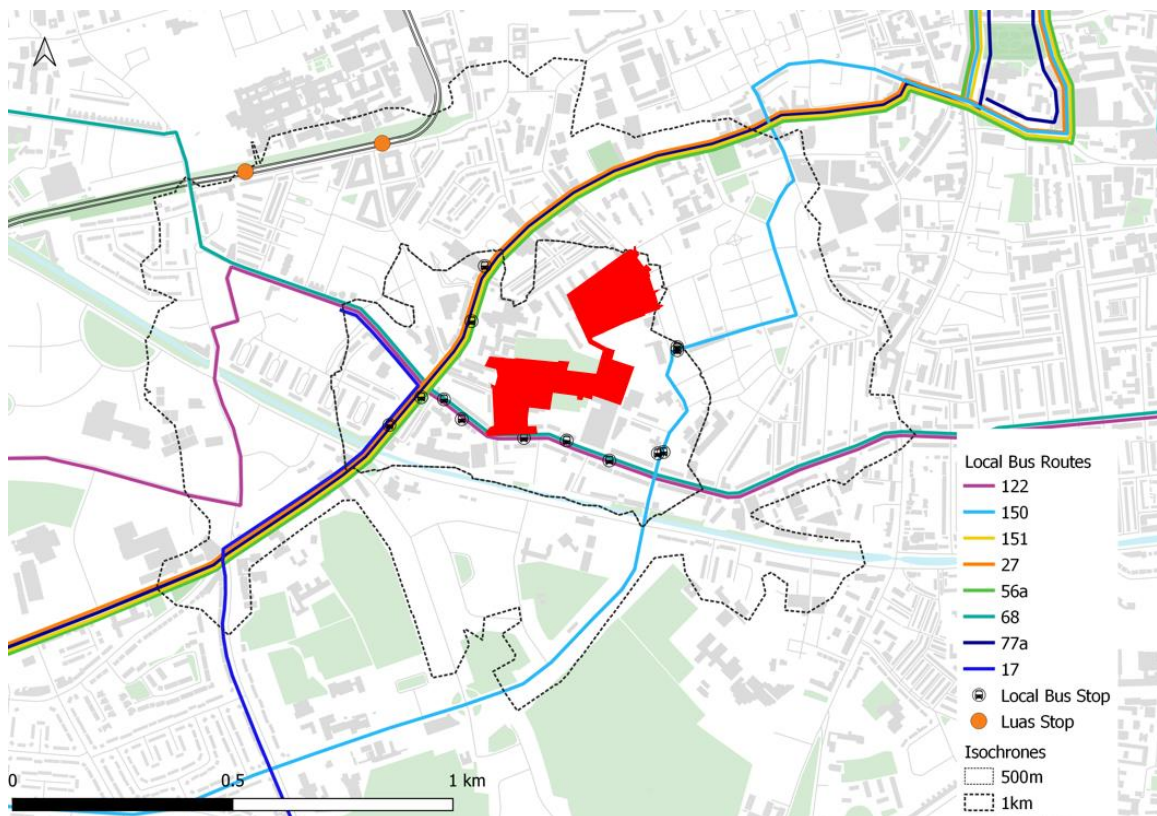 Local Bus Routes
122
150
151
27
56a
68
77a
17
Local Bus Stop
Luas Stop
Isochrones
500m
1km
0 0.5 1 km